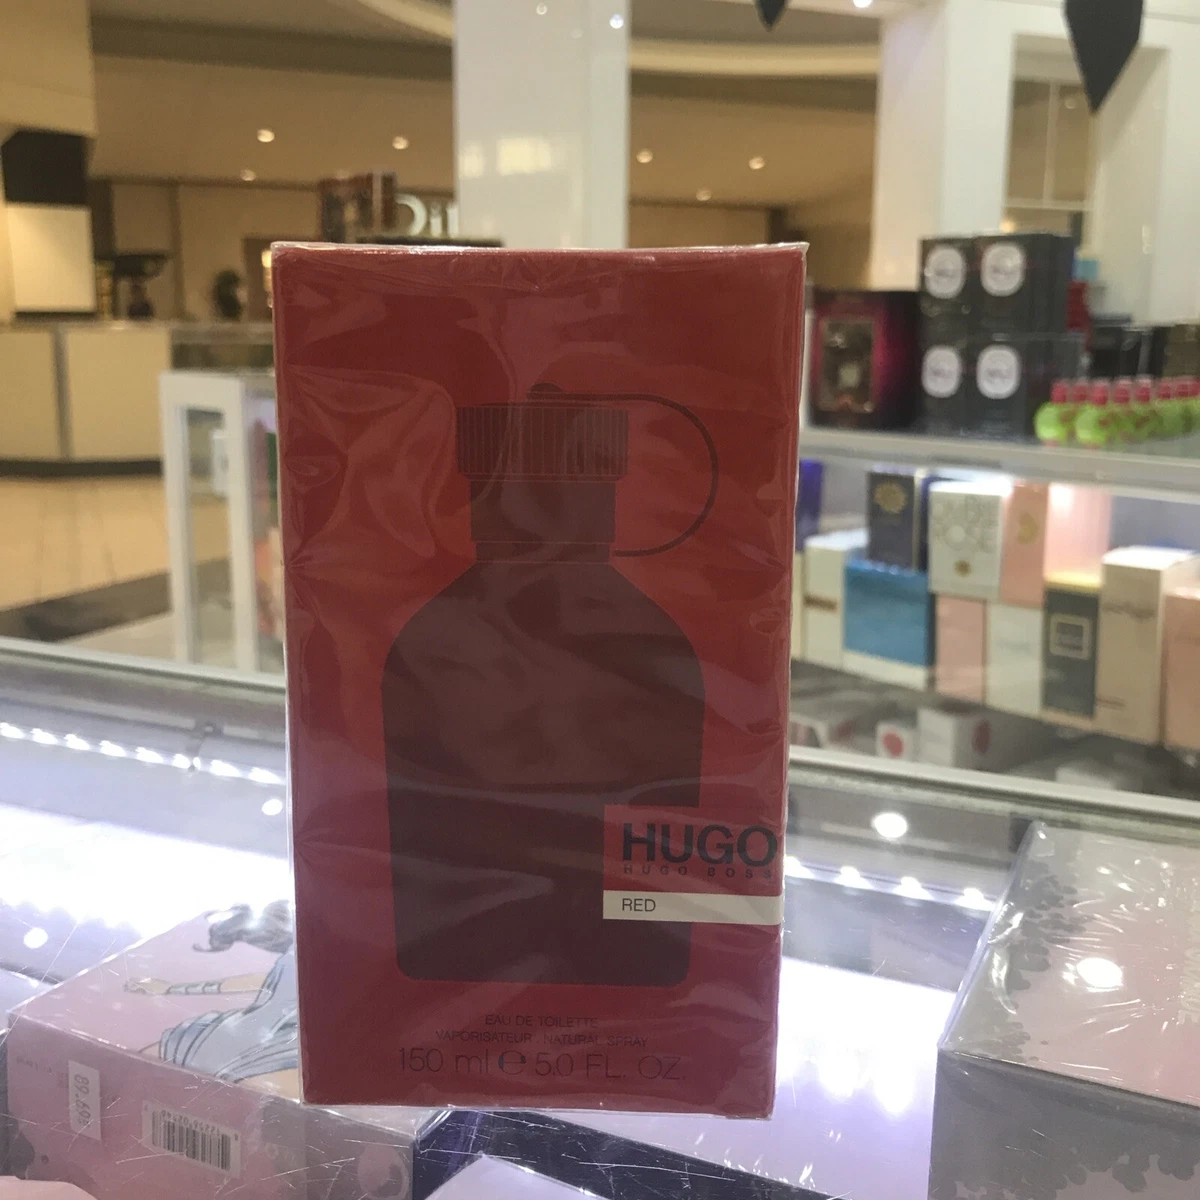 HUGO
HUGO BOSS
RED
EAU DE TOILETTE
VAPORISATEUR . NATURAL SPRAY
150 ml e 5.0 FL. OZ.